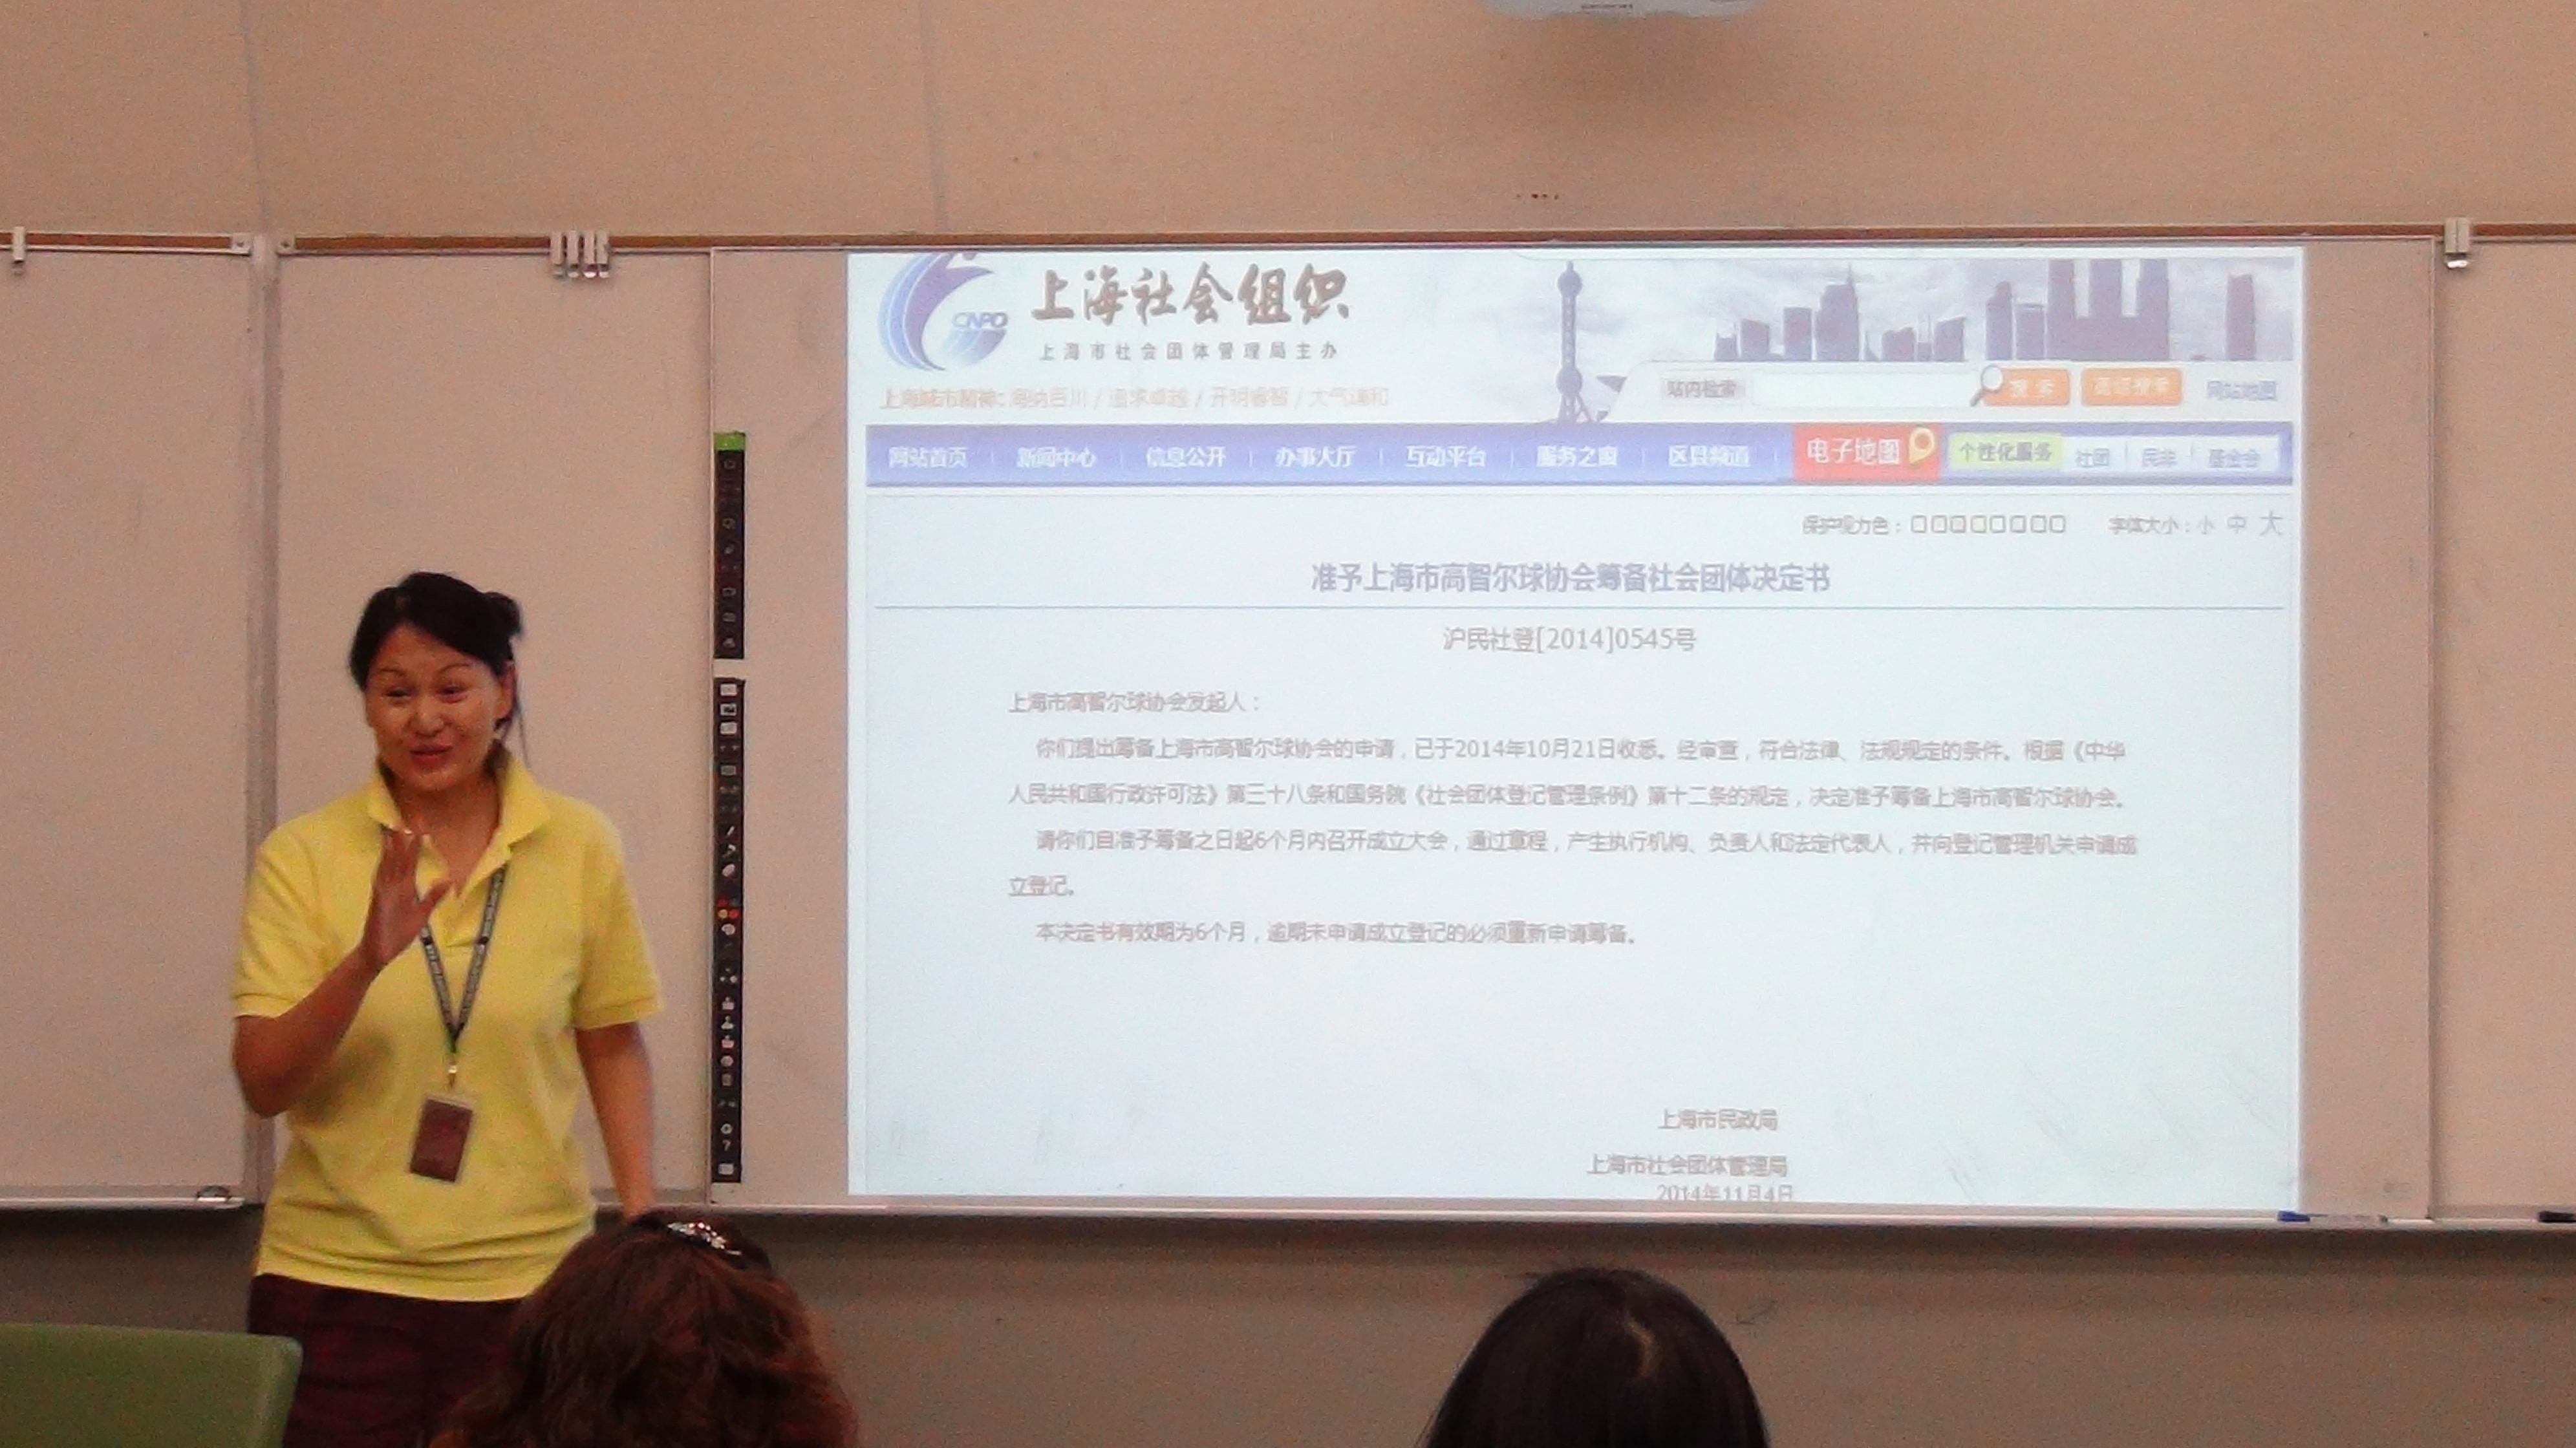 CNPO
上海社会组织
上海市社会团体管理局主办
上海城市精神：海纳百川 / 追求卓越 / 开明睿智 / 大气谦和
站内检索 搜索 高级搜索 网站地图
网站首页 新闻中心 信息公开 办事大厅 互动平台 服务之窗 区县频道 电子地图 个性化服务 社团 民非 基金会
保护视力色： 字体大小：小 中 大
准予上海市高智尔球协会筹备社会团体决定书
沪民社登[2014]0545号
上海市高智尔球协会发起人：
你们提出筹备上海市高智尔球协会的申请，已于2014年10月21日收悉。经审查，符合法律、法规规定的条件。根据《中华
人民共和国行政许可法》第三十八条和国务院《社会团体登记管理条例》第十二条的规定，决定准予筹备上海市高智尔球协会。
请你们自准予筹备之日起6个月内召开成立大会，通过章程，产生执行机构、负责人和法定代表人，并向登记管理机关申请成
立登记。
本决定书有效期为6个月，逾期未申请成立登记的必须重新申请筹备。
上海市民政局
上海市社会团体管理局
2014年11月4日